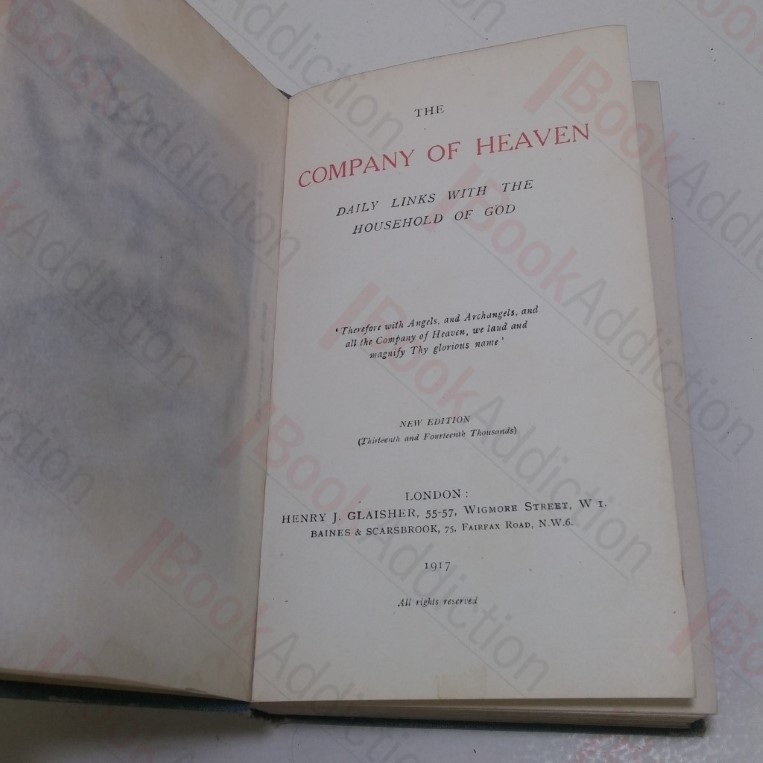 THE
COMPANY OF HEAVEN
DAILY LINKS WITH THE
HOUSEHOLD OF GOD
'Therefore with Angels, and Archangels, and
all the Company of Heaven, we laud and
magnify Thy glorious name'
NEW EDITION
(Thirteenth and Fourteenth Thousands)
LONDON:
HENRY J. GLAISHER, 55-57, WIGMORE STREET, W 1.
BAINES & SCARSBROOK, 75, FAIRFAX ROAD, N.W.6.
1917
All rights reserved
BookAddiction